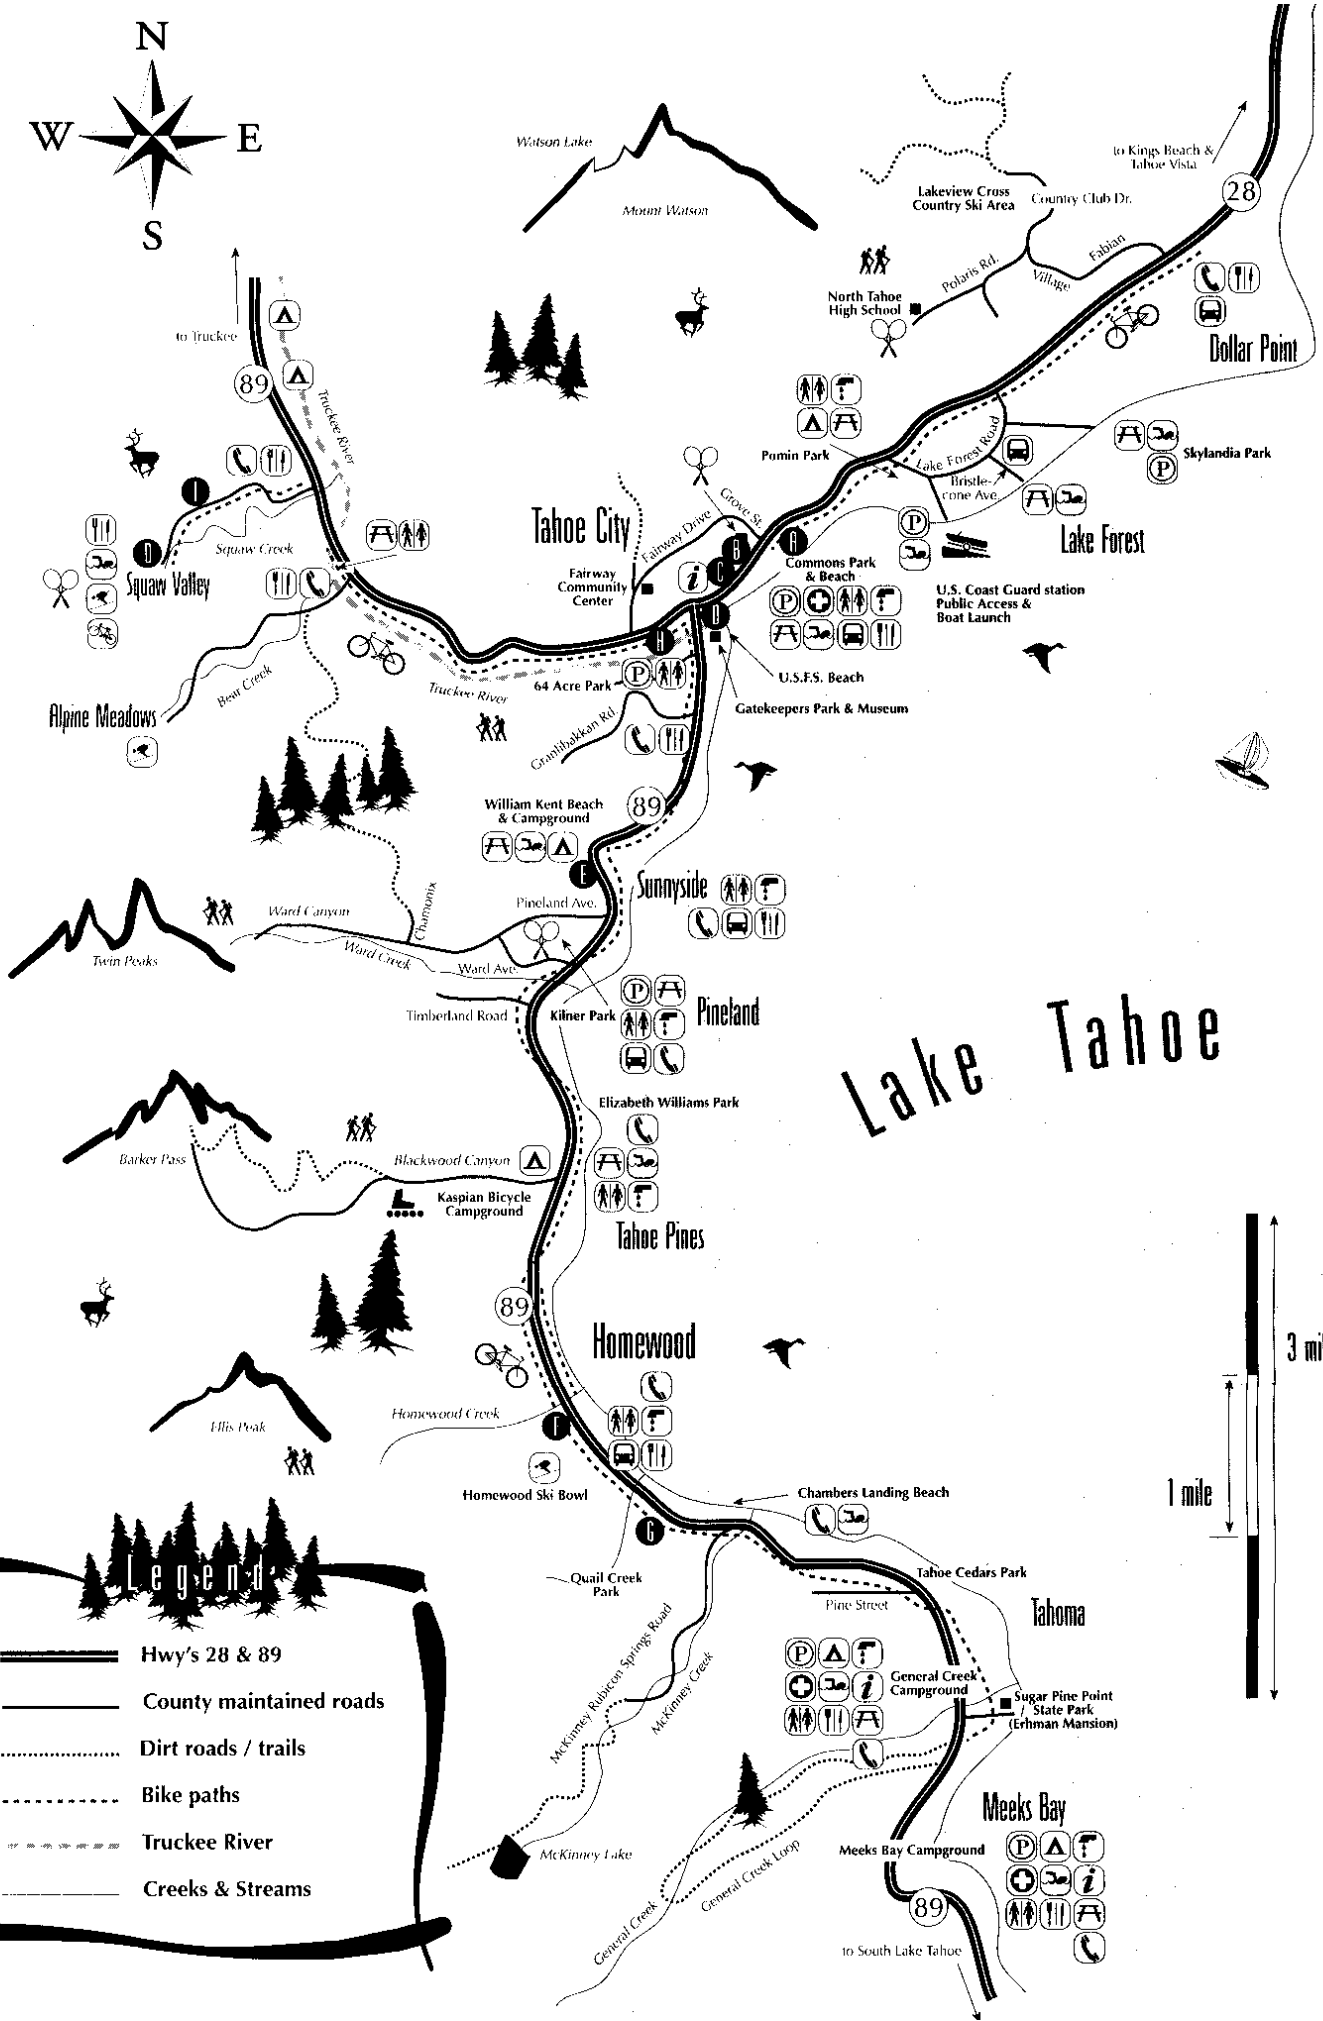 N
W
E
S
Watson Lake
Mount Watson
to Kings Beach &
Tahoe Vista
28
Lakeview Cross
Country Ski Area
Country Club Dr.
Fabian
Polaris Rd.
Village
North Tahoe
High School
Dollar Point
to Truckee
89
Truckee River
Pomin Park
Lake Forest Road
Bristle-
cone Ave.
Skylandia Park
P
Lake Forest
P
U.S. Coast Guard station
Public Access &
Boat Launch
Tahoe City
Grove St.
Fairway Drive
Fairway
Community
Center
i
B
C
A
D
H
Commons Park
& Beach
P
I
Squaw Creek
D
Squaw Valley
Bear Creek
Alpine Meadows
Truckee River
64 Acre Park
P
U.S.F.S. Beach
Gatekeepers Park & Museum
Granlibakkan Rd.
William Kent Beach
& Campground
89
E
Sunnyside
Pineland Ave.
Ward Canyon
Chamonix
Ward Creek
Ward Ave.
Twin Peaks
Timberland Road
Kilner Park
P
Pineland
Lake Tahoe
Elizabeth Williams Park
Barker Pass
Blackwood Canyon
Kaspian Bicycle
Campground
Tahoe Pines
89
Homewood
Homewood Creek
F
Ellis Peak
Homewood Ski Bowl
3 mi
1 mile
Chambers Landing Beach
G
Quail Creek
Park
Tahoe Cedars Park
Pine Street
Tahoma
McKinney Rubicon Springs Road
McKinney Creek
P
i
General Creek
Campground
Sugar Pine Point
State Park
(Erhman Mansion)
McKinney Lake
General Creek
General Creek Loop
Meeks Bay
Meeks Bay Campground
P
i
89
to South Lake Tahoe
Legend
Hwy's 28 & 89
County maintained roads
Dirt roads / trails
Bike paths
Truckee River
Creeks & Streams